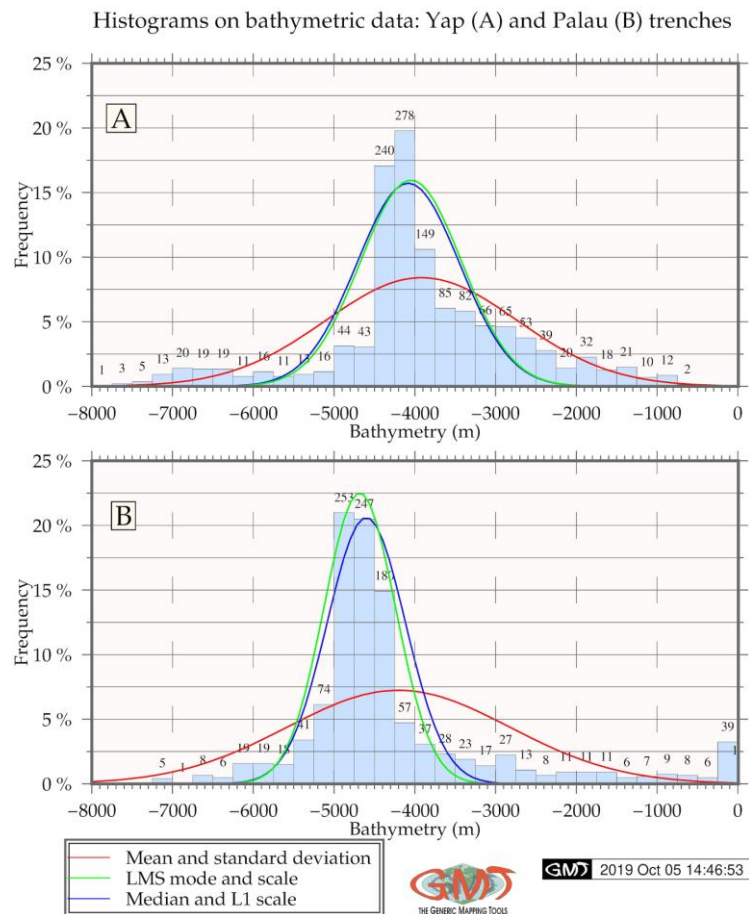 Histograms on bathymetric data: Yap (A) and Palau (B) trenches
25 %
20 %
15 %
10 %
5 %
0 %
Frequency
A
1 3 5 13 20 19 19 11 16 11 16 44 43 240 278 149 85 82 65 53 39 20 32 18 21 10 12 2
−8000 −7000 −6000 −5000 −4000 −3000 −2000 −1000 0
Bathymetry (m)
25 %
20 %
15 %
10 %
5 %
0 %
Frequency
B
5 1 8 6 19 19 41 74 253 247 57 37 28 23 17 27 13 8 11 11 11 6 7 9 8 6 39 1
−8000 −7000 −6000 −5000 −4000 −3000 −2000 −1000 0
Bathymetry (m)
Mean and standard deviation
LMS mode and scale
Median and L1 scale
GMT
THE GENERIC MAPPING TOOLS
GMT 2019 Oct 05 14:46:53